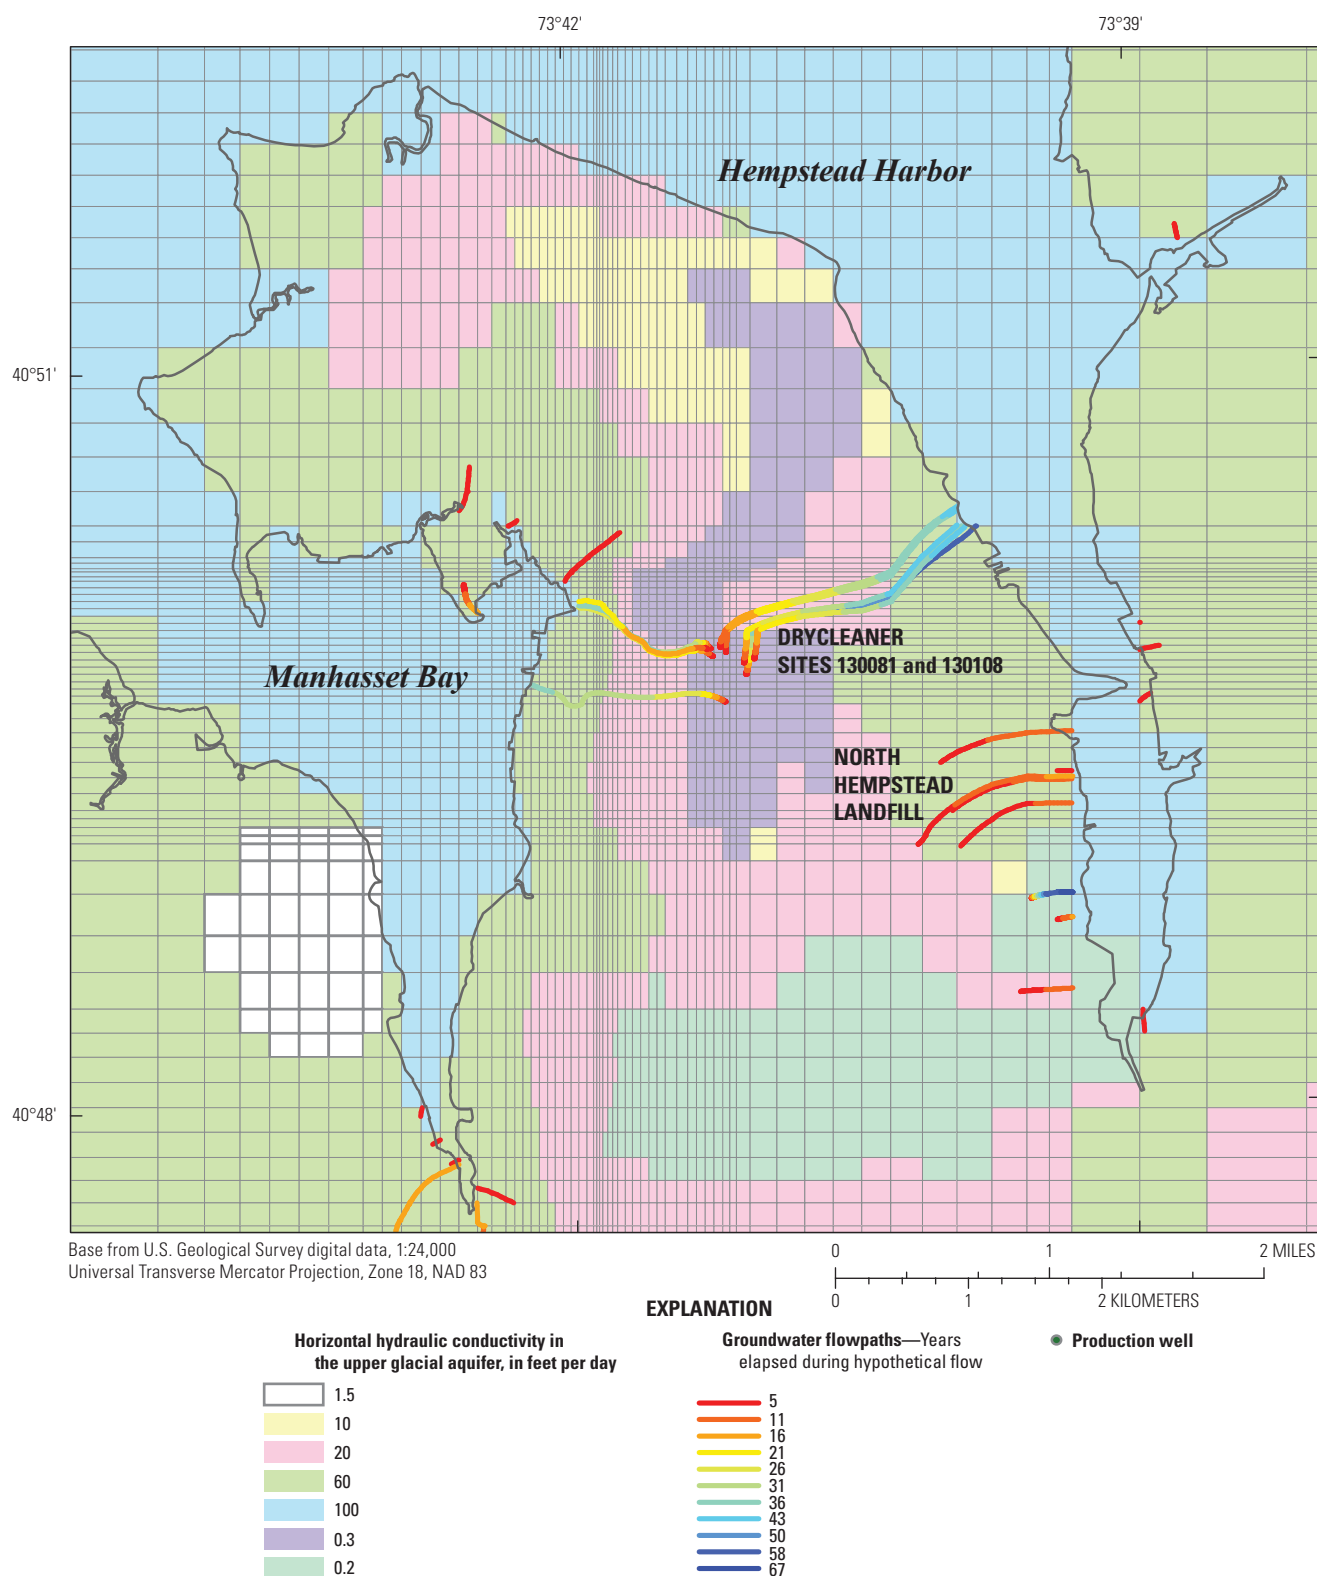 73°42'
73°39'
Hempstead Harbor
40°51'
DRYCLEANER
SITES 130081 and 130108
Manhasset Bay
NORTH
HEMPSTEAD
LANDFILL
40°48'
Base from U.S. Geological Survey digital data, 1:24,000
Universal Transverse Mercator Projection, Zone 18, NAD 83
0 1 2 MILES
0 1 2 KILOMETERS
EXPLANATION
Horizontal hydraulic conductivity in
the upper glacial aquifer, in feet per day
1.5
10
20
60
100
0.3
0.2
Groundwater flowpaths—Years
elapsed during hypothetical flow
5
11
16
21
26
31
36
43
50
58
67
Production well